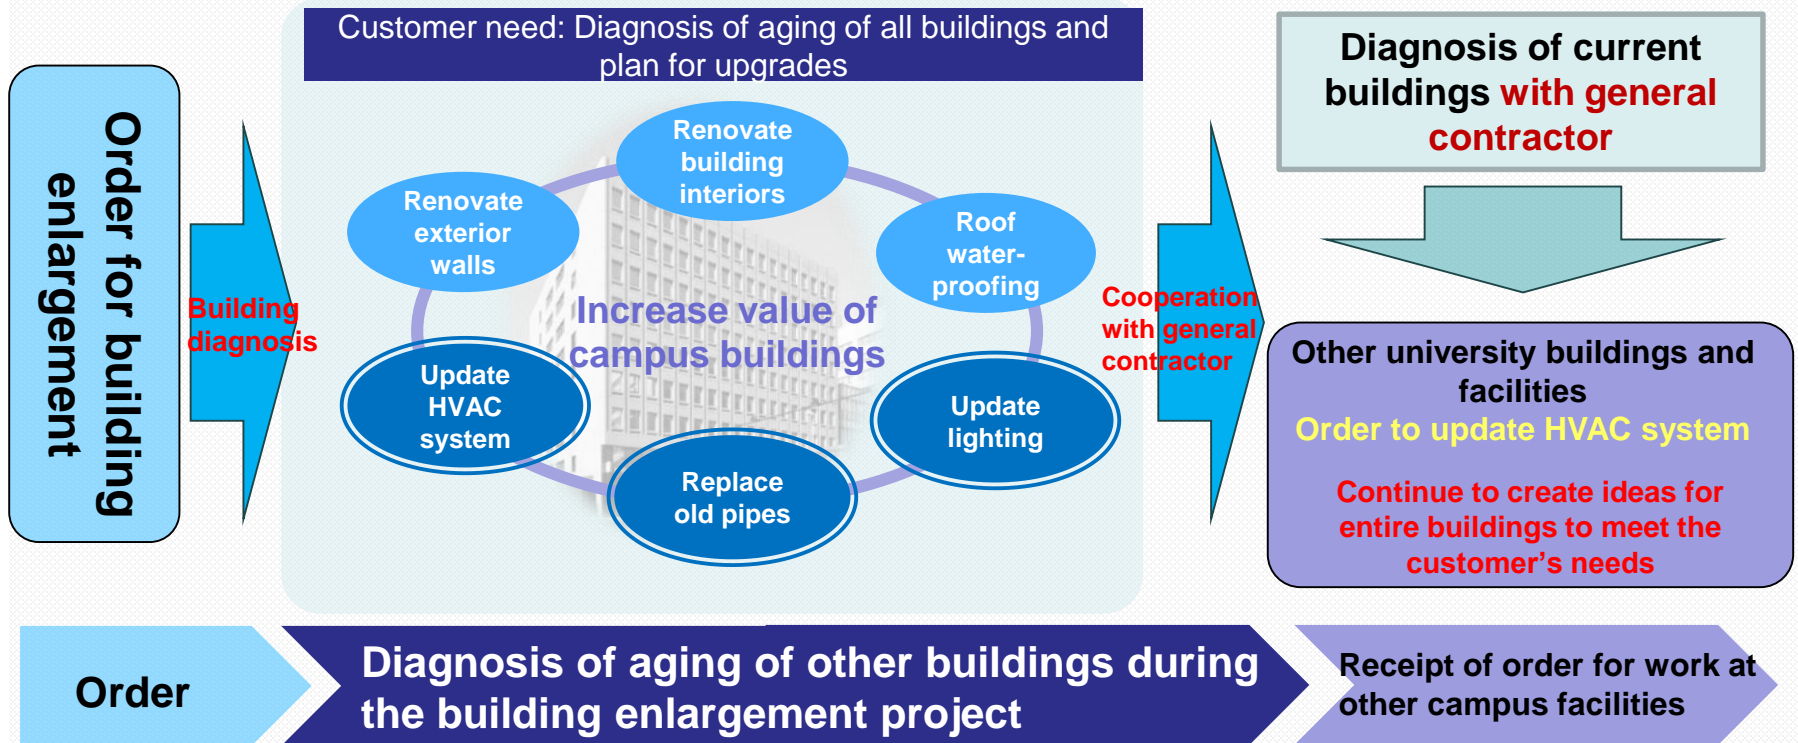 Customer need: Diagnosis of aging of all buildings and
plan for upgrades
Order for building
enlargement
Building
diagnosis
Renovate
building
interiors
Renovate
exterior
walls
Roof
water-
proofing
Increase value of
campus buildings
Update
HVAC
system
Update
lighting
Replace
old pipes
Cooperation
with general
contractor
Diagnosis of current
buildings with general
contractor
Other university buildings and
facilities
Order to update HVAC system
Continue to create ideas for
entire buildings to meet the
customer’s needs
Order
Diagnosis of aging of other buildings during
the building enlargement project
Receipt of order for work at
other campus facilities